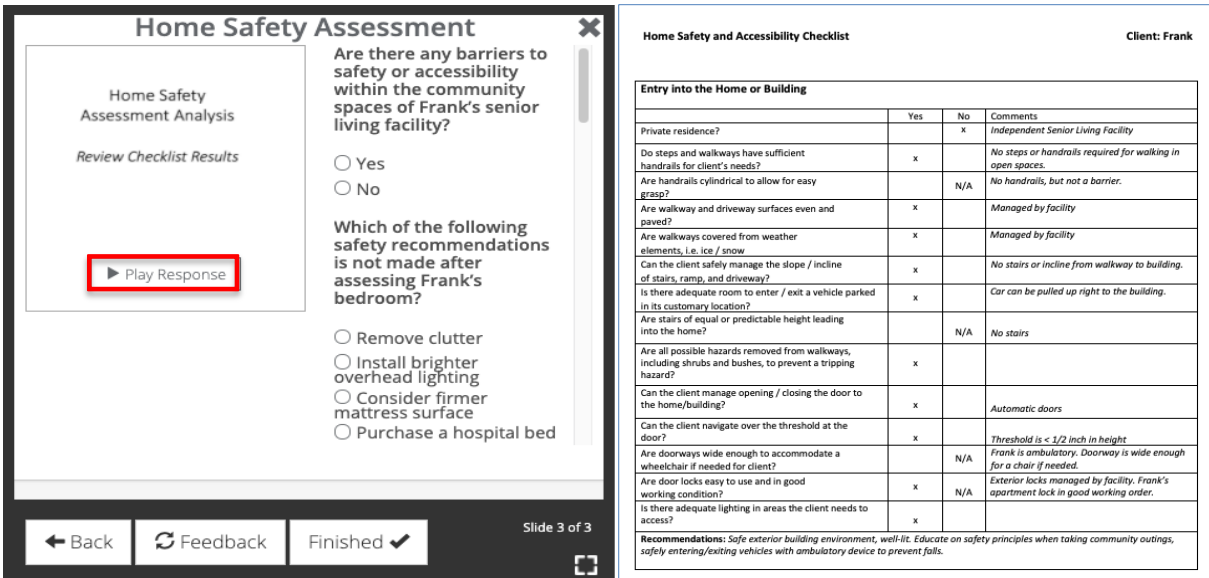 Home Safety Assessment
Home Safety
Assessment Analysis
Review Checklist Results
Play Response
Are there any barriers to
safety or accessibility
within the community
spaces of Frank's senior
living facility?
Yes
No
Which of the following
safety recommendations
is not made after
assessing Frank's
bedroom?
Remove clutter
Install brighter
overhead lighting
Consider firmer
mattress surface
Purchase a hospital bed
Back
Feedback
Finished
Slide 3 of 3
Home Safety and Accessibility Checklist Client: Frank
Entry into the Home or Building
Yes No Comments
Private residence? x Independent Senior Living Facility
Do steps and walkways have sufficient
handrails for client's needs?
x
No steps or handrails required for walking in
open spaces.
Are handrails cylindrical to allow for easy
grasp?
N/A
No handrails, but not a barrier.
Are walkway and driveway surfaces even and
paved?
x
Managed by facility
Are walkways covered from weather
elements, i.e. ice / snow
x
Managed by facility
Can the client safely manage the slope / incline
of stairs, ramp, and driveway?
x
No stairs or incline from walkway to building.
Is there adequate room to enter / exit a vehicle parked
in its customary location?
x
Car can be pulled up right to the building.
Are stairs of equal or predictable height leading
into the home?
N/A
No stairs
Are all possible hazards removed from walkways,
including shrubs and bushes, to prevent a tripping
hazard?
x
Can the client manage opening / closing the door to
the home/building?
x
Automatic doors
Can the client navigate over the threshold at the
door?
x
Threshold is < 1/2 inch in height
Are doorways wide enough to accommodate a
wheelchair if needed for client?
N/A
Frank is ambulatory. Doorway is wide enough
for a chair if needed.
Are door locks easy to use and in good
working condition?
x
N/A
Exterior locks managed by facility. Frank's
apartment lock in good working order.
Is there adequate lighting in areas the client needs to
access?
x
Recommendations: Safe exterior building environment, well-lit. Educate on safety principles when taking community outings,
safely entering/exiting vehicles with ambulatory device to prevent falls.